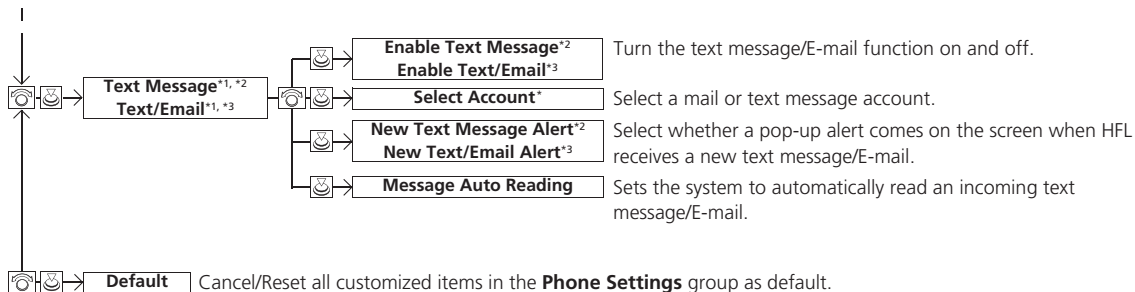 Enable Text Message*2
Enable Text/Email*3
Turn the text message/E-mail function on and off.
Text Message*1, *2
Text/Email*1, *3
Select Account*
Select a mail or text message account.
New Text Message Alert*2
New Text/Email Alert*3
Select whether a pop-up alert comes on the screen when HFL
receives a new text message/E-mail.
Message Auto Reading
Sets the system to automatically read an incoming text
message/E-mail.
Default
Cancel/Reset all customized items in the Phone Settings group as default.